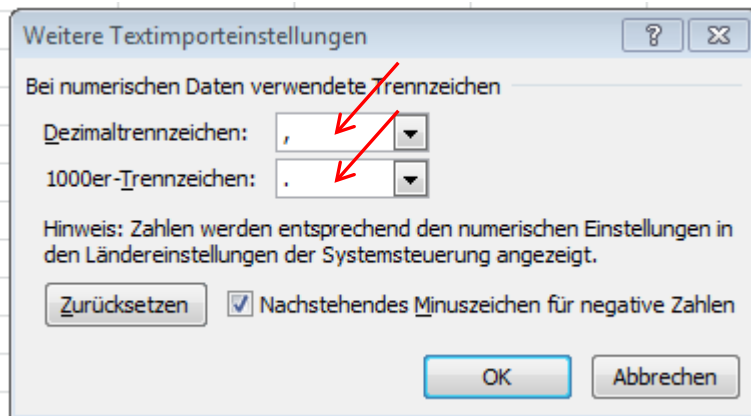 Weitere Textimporteinstellungen
Bei numerischen Daten verwendete Trennzeichen
Dezimaltrennzeichen: ,
1000er-Trennzeichen: .
Hinweis: Zahlen werden entsprechend den numerischen Einstellungen in
den Ländereinstellungen der Systemsteuerung angezeigt.
Zurücksetzen Nachstehendes Minuszeichen für negative Zahlen
OK Abbrechen